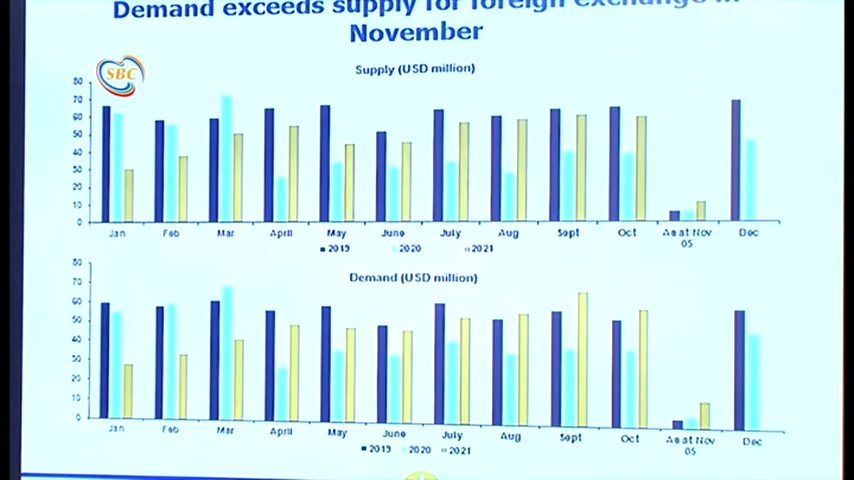 Demand exceeds supply for foreign exchange in
November
SBC
Supply (USD million)
80
70
60
50
40
30
20
10
0
Jan Feb Mar April May June July Aug Sept Oct As at Nov 05 Dec
2019 2020 2021
Demand (USD million)
80
70
60
50
40
30
20
10
0
Jan Feb Mar April May June July Aug Sept Oct As at Nov 05 Dec
2019 2020 2021